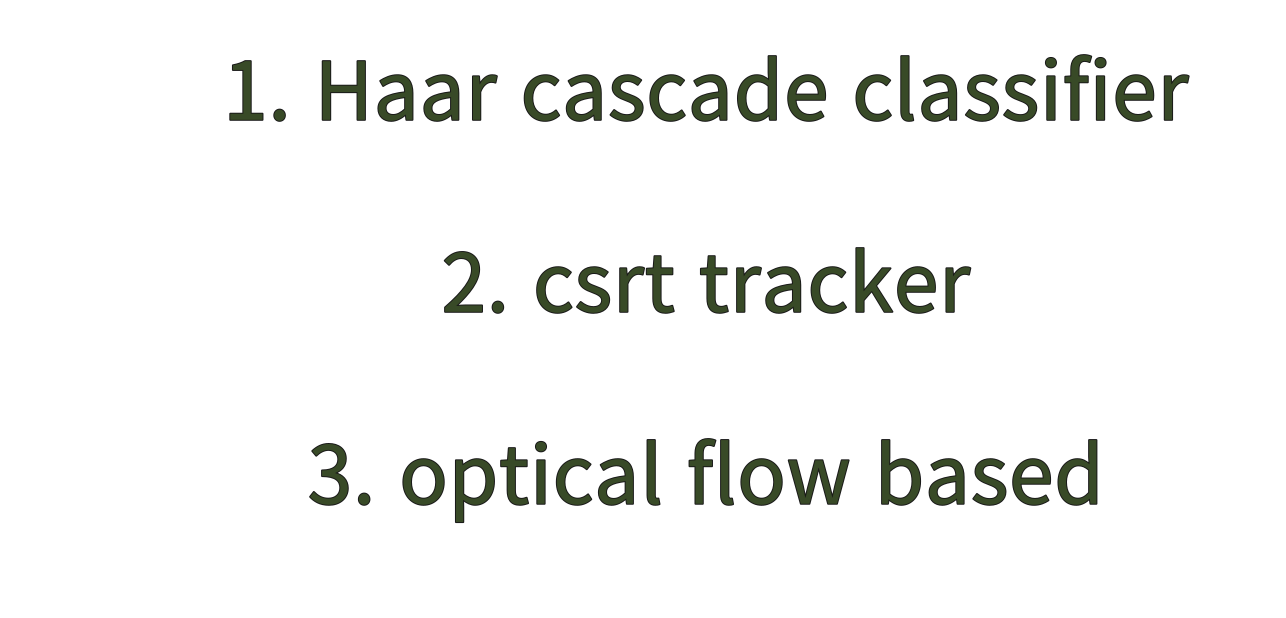 1. Haar cascade classifier
2. csrt tracker
3. optical flow based